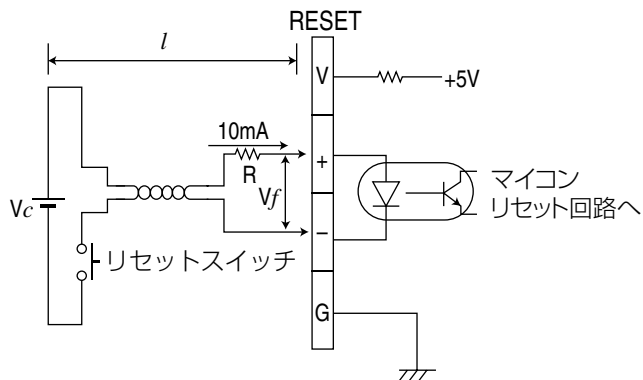 RESET
l
V
+5V
10mA
+
R
Vf
マイコン
リセット回路へ
Vc
−
リセットスイッチ
G